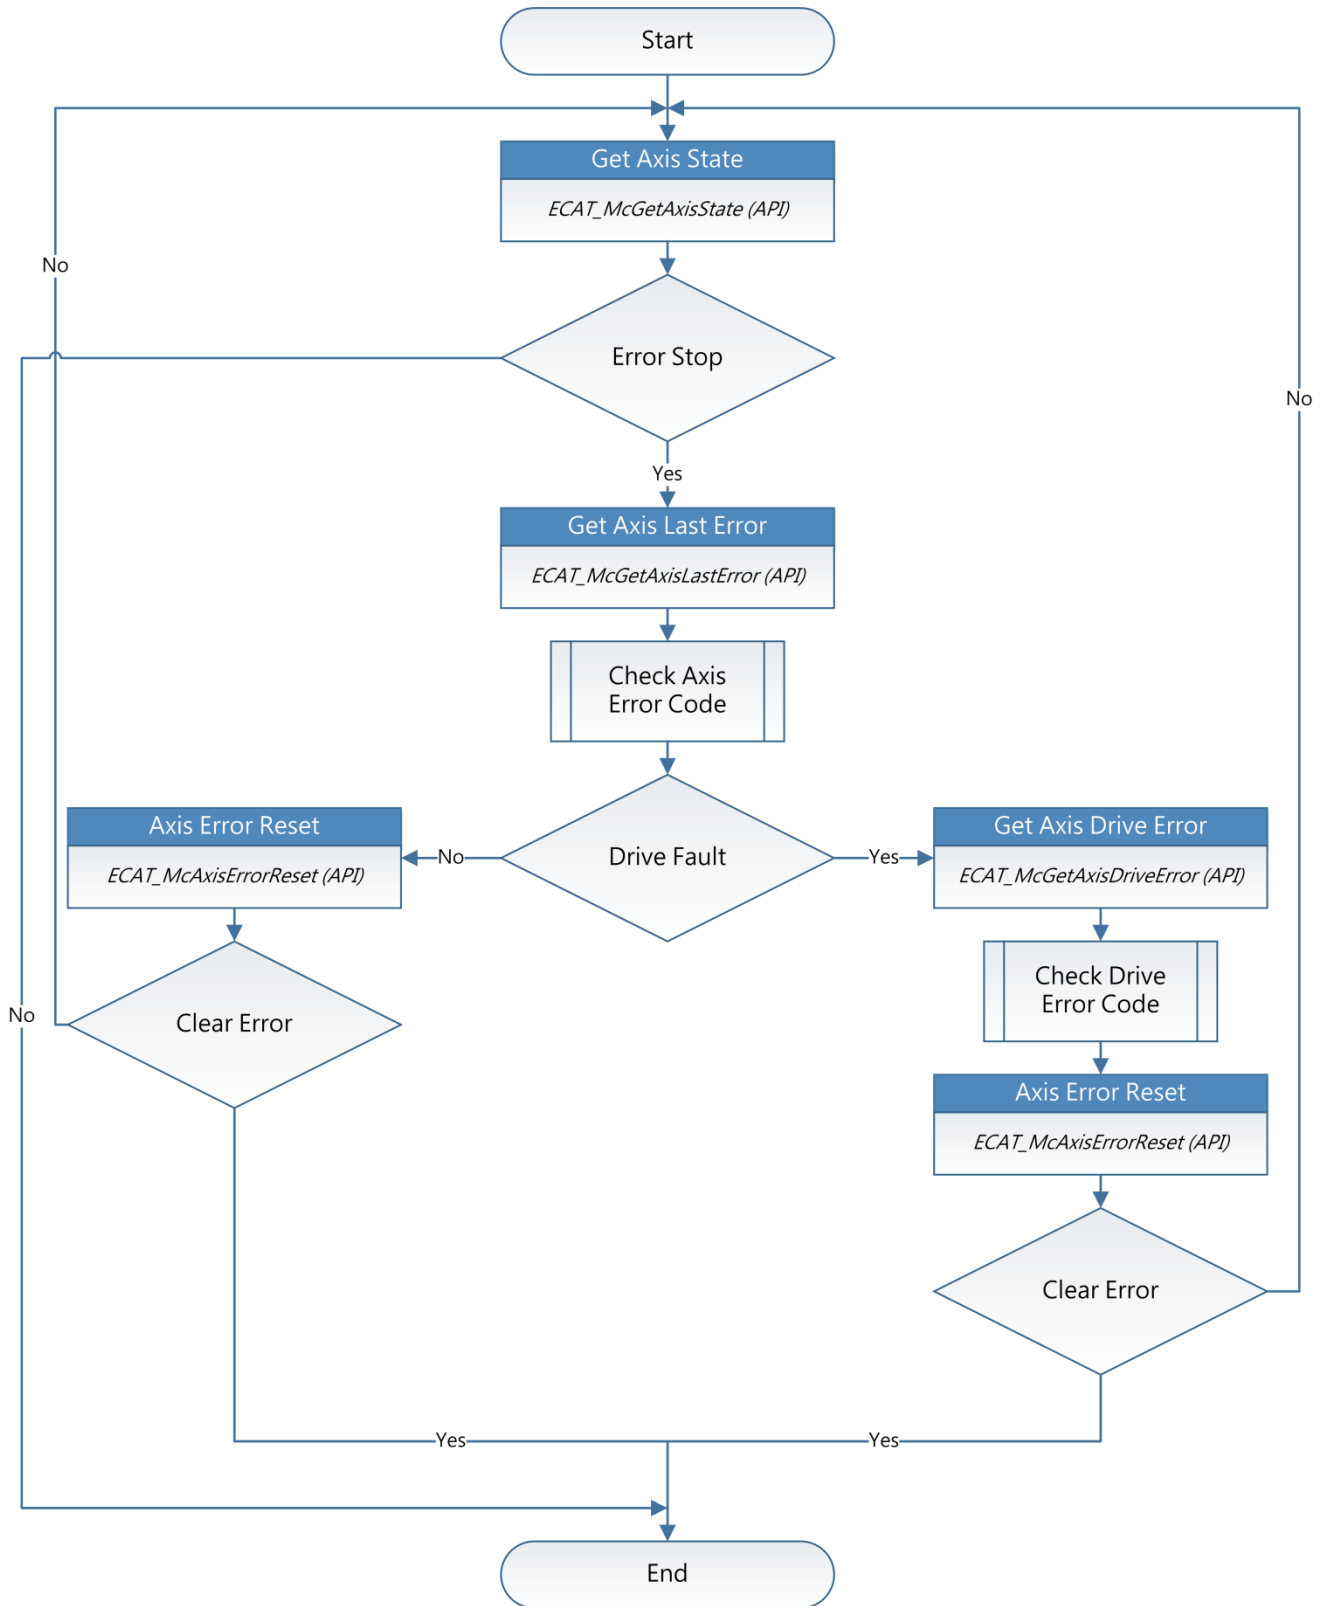 Start
Get Axis State
ECAT_McGetAxisState (API)
No
Error Stop
No
Yes
Get Axis Last Error
ECAT_McGetAxisLastError (API)
Check Axis
Error Code
Axis Error Reset
ECAT_McAxisErrorReset (API)
No
Drive Fault
Yes
Get Axis Drive Error
ECAT_McGetAxisDriveError (API)
Check Drive
Error Code
No
Clear Error
Axis Error Reset
ECAT_McAxisErrorReset (API)
Clear Error
Yes
Yes
End